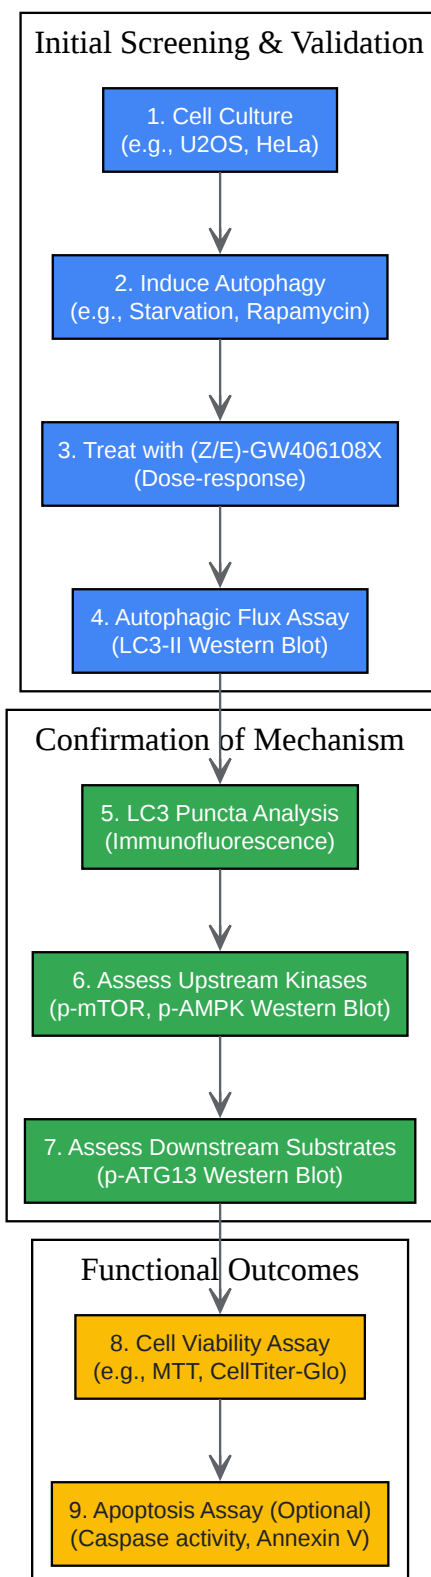 Initial Screening & Validation
1. Cell Culture
(e.g., U2OS, HeLa)
2. Induce Autophagy
(e.g., Starvation, Rapamycin)
3. Treat with (Z/E)-GW406108X
(Dose-response)
4. Autophagic Flux Assay
(LC3-II Western Blot)
Confirmation of Mechanism
5. LC3 Puncta Analysis
(Immunofluorescence)
6. Assess Upstream Kinases
(p-mTOR, p-AMPK Western Blot)
7. Assess Downstream Substrates
(p-ATG13 Western Blot)
Functional Outcomes
8. Cell Viability Assay
(e.g., MTT, CellTiter-Glo)
9. Apoptosis Assay (Optional)
(Caspase activity, Annexin V)